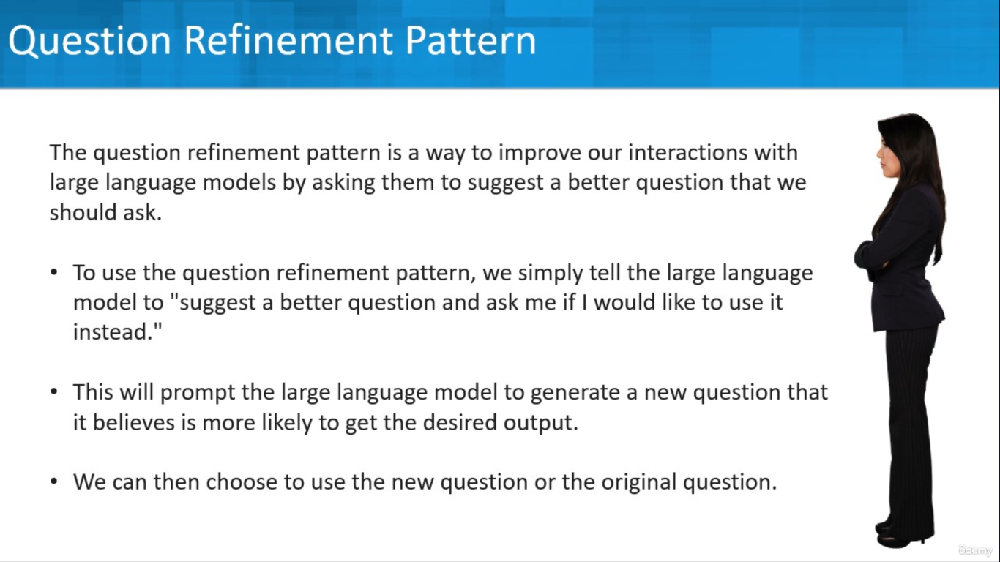 Question Refinement Pattern
The question refinement pattern is a way to improve our interactions with
large language models by asking them to suggest a better question that we
should ask.
• To use the question refinement pattern, we simply tell the large language
model to "suggest a better question and ask me if I would like to use it
instead."
• This will prompt the large language model to generate a new question that
it believes is more likely to get the desired output.
• We can then choose to use the new question or the original question.
ûdemy